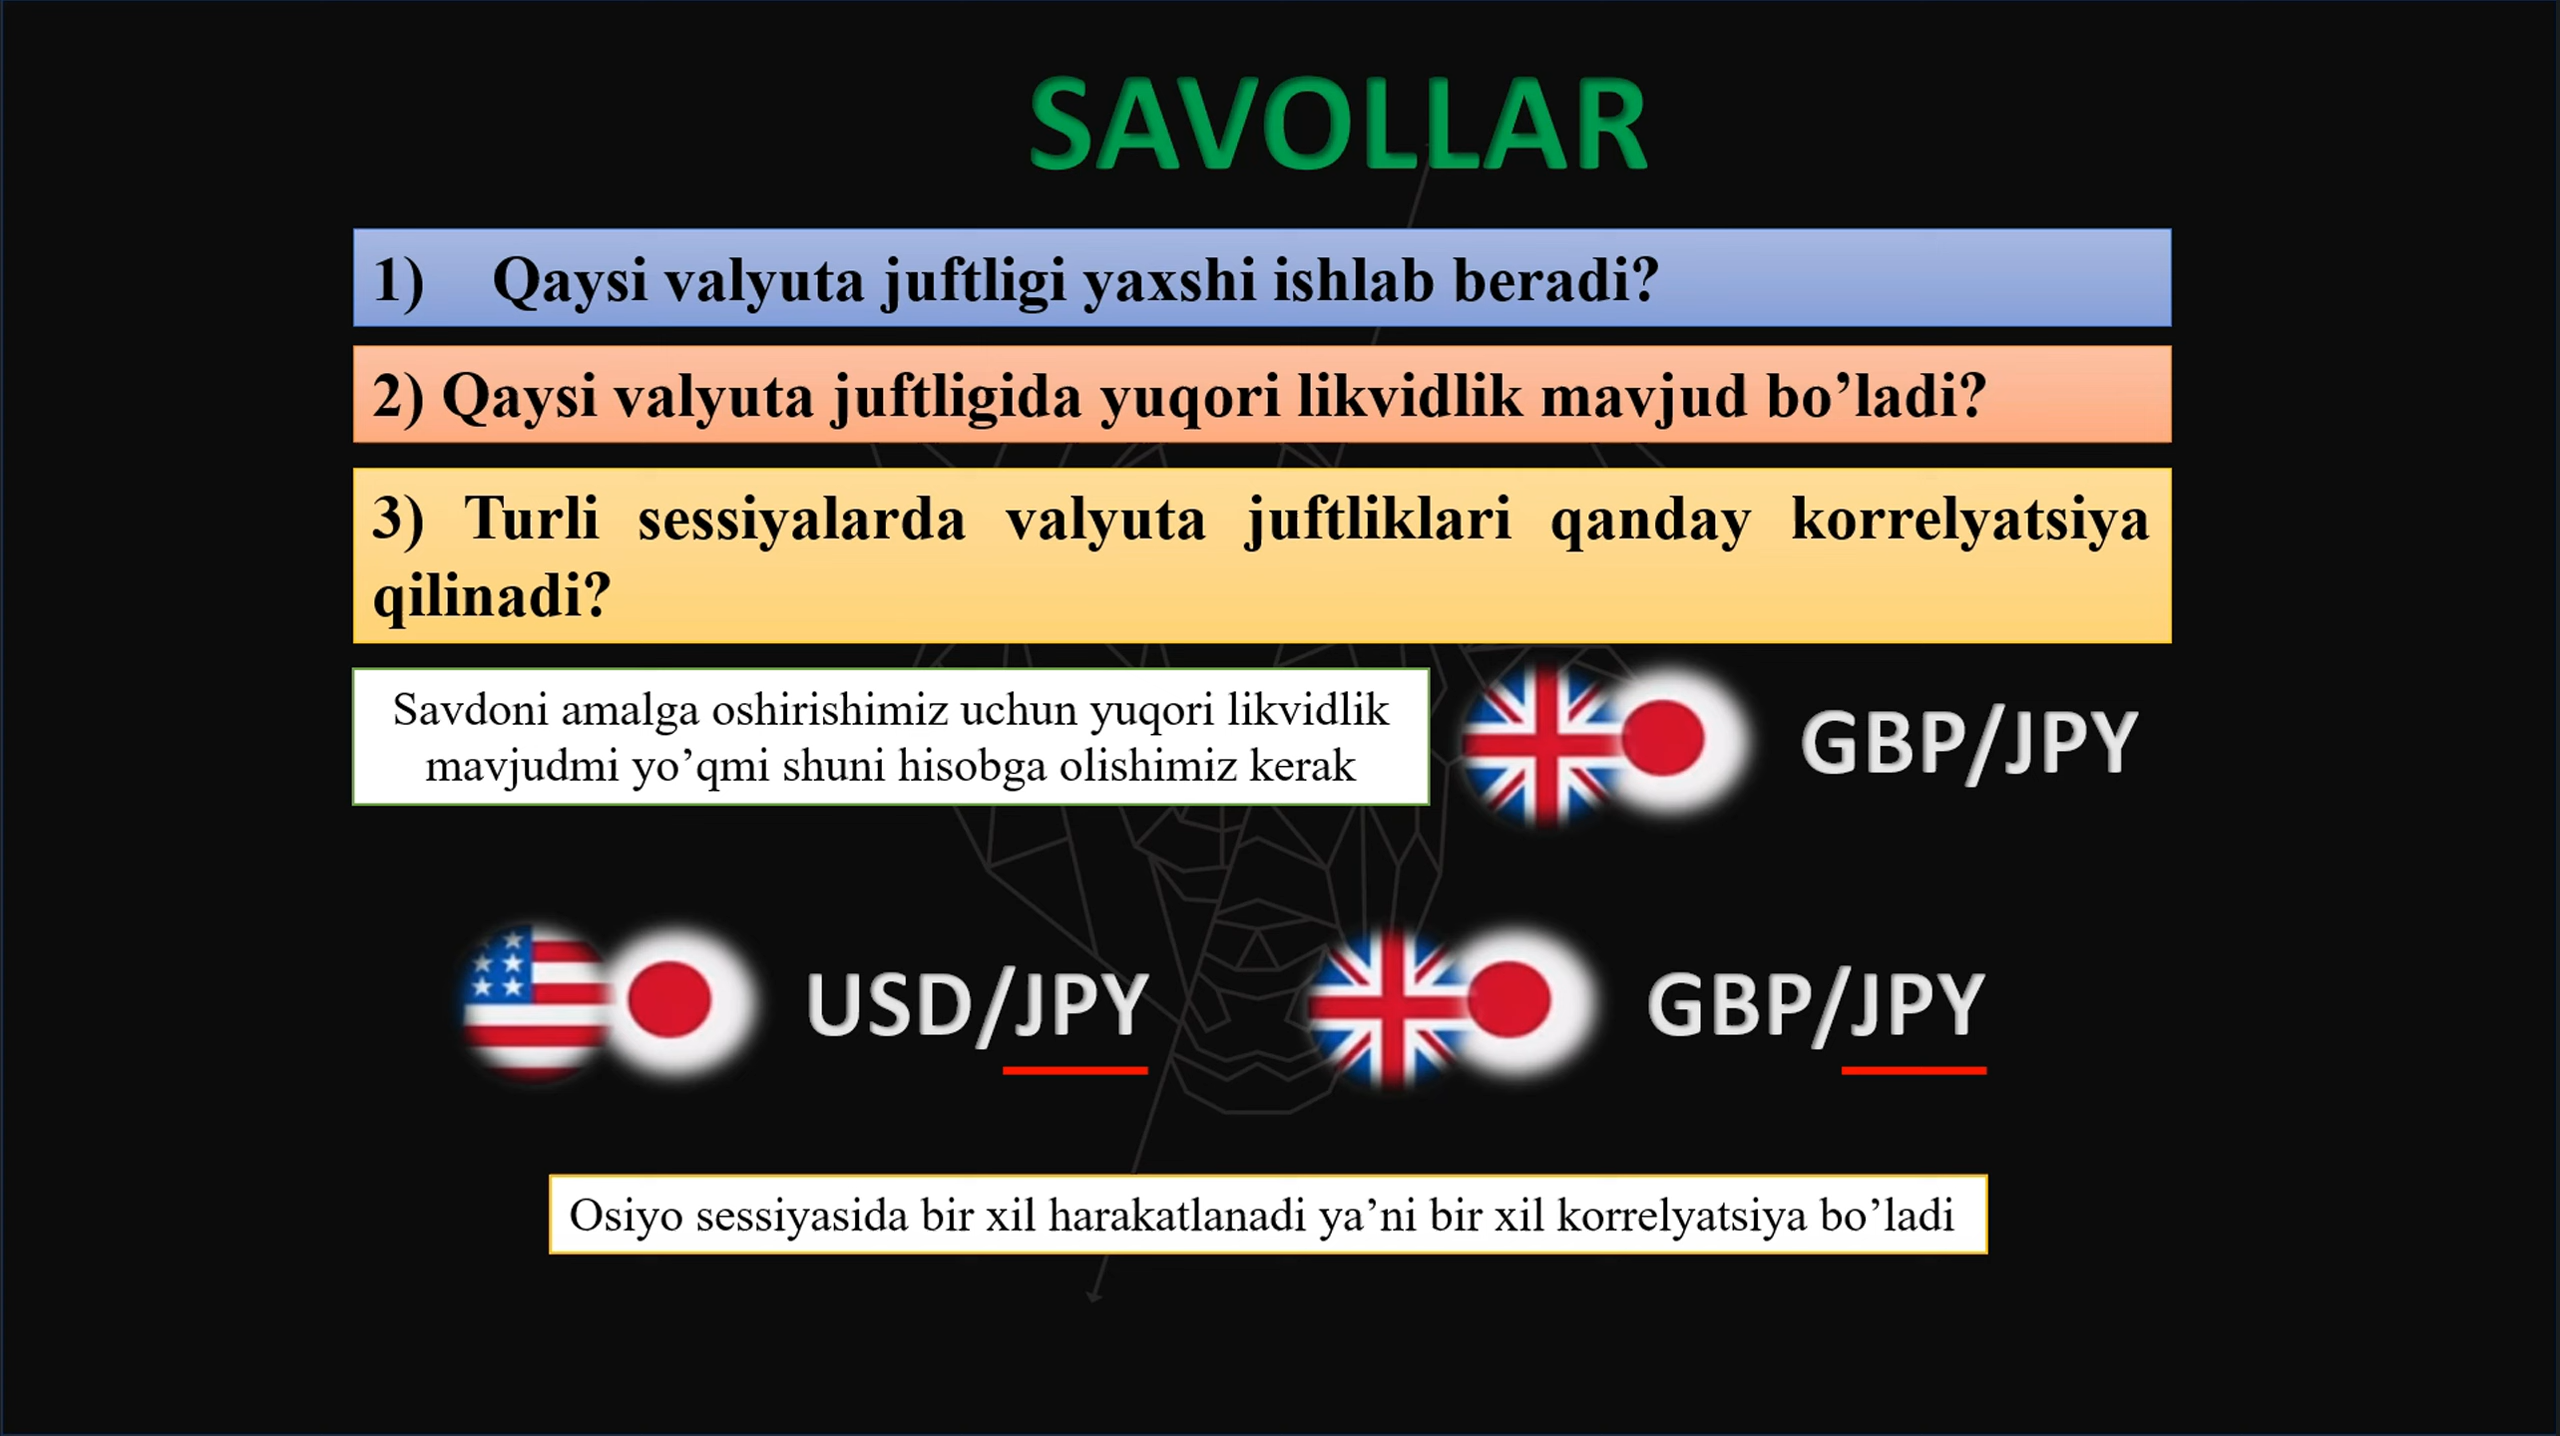 SAVOLLAR
1) Qaysi valyuta juftligi yaxshi ishlab beradi?
2) Qaysi valyuta juftligida yuqori likvidlik mavjud bo’ladi?
3) Turli sessiyalarda valyuta juftliklari qanday korrelyatsiya
qilinadi?
Savdoni amalga oshirishimiz uchun yuqori likvidlik
mavjudmi yo’qmi shuni hisobga olishimiz kerak
GBP/JPY
USD/JPY
GBP/JPY
Osiyo sessiyasida bir xil harakatlanadi ya’ni bir xil korrelyatsiya bo’ladi